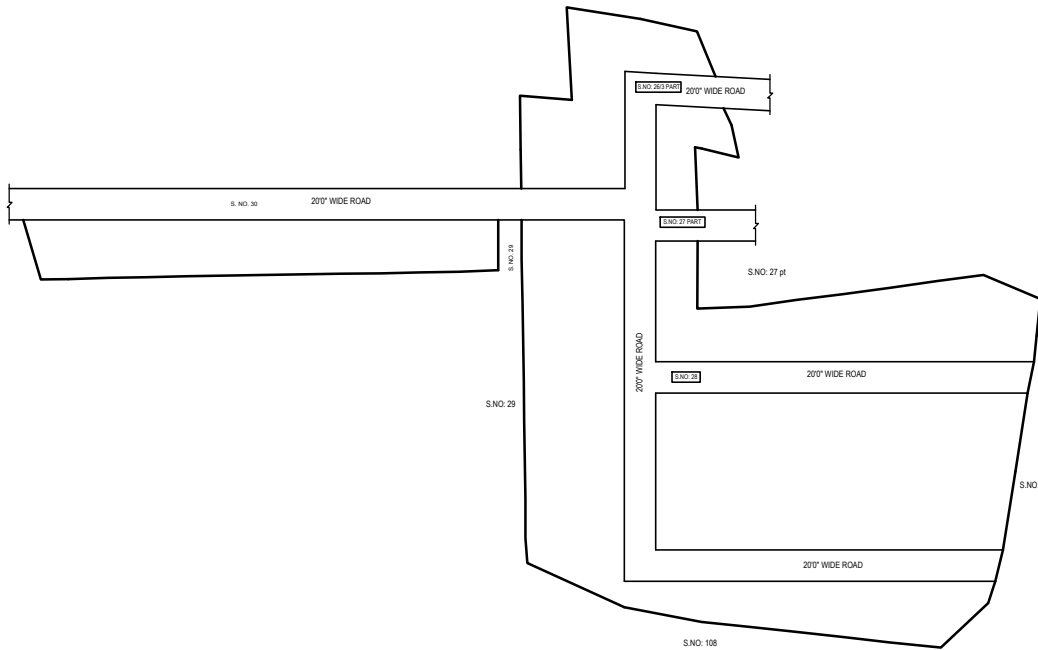 S.NO: 26/3 PART
20'0" WIDE ROAD
S. NO. 30
20'0" WIDE ROAD
S.NO: 27 PART
S. NO. 29
S.NO: 27 pt
20'0" WIDE ROAD
S.NO: 28
20'0" WIDE ROAD
S.NO: 29
S.NO
20'0" WIDE ROAD
S.NO: 108